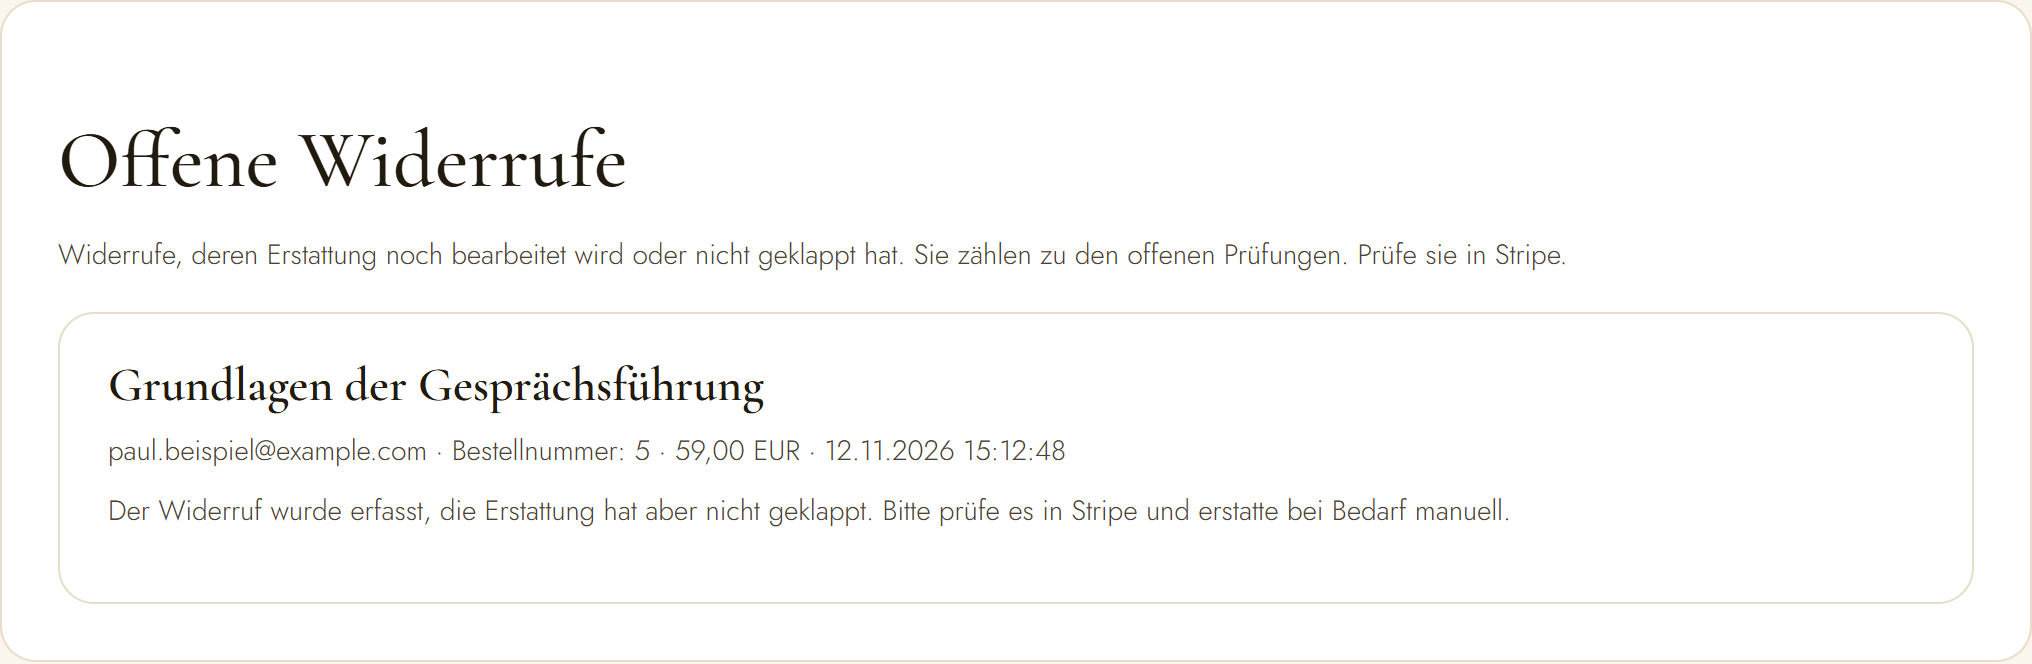 Offene Widerrufe
Widerrufe, deren Erstattung noch bearbeitet wird oder nicht geklappt hat. Sie zählen zu den offenen Prüfungen. Prüfe sie in Stripe.
Grundlagen der Gesprächsführung
paul.beispiel@example.com · Bestellnummer: 5 · 59,00 EUR · 12.11.2026 15:12:48
Der Widerruf wurde erfasst, die Erstattung hat aber nicht geklappt. Bitte prüfe es in Stripe und erstatte bei Bedarf manuell.